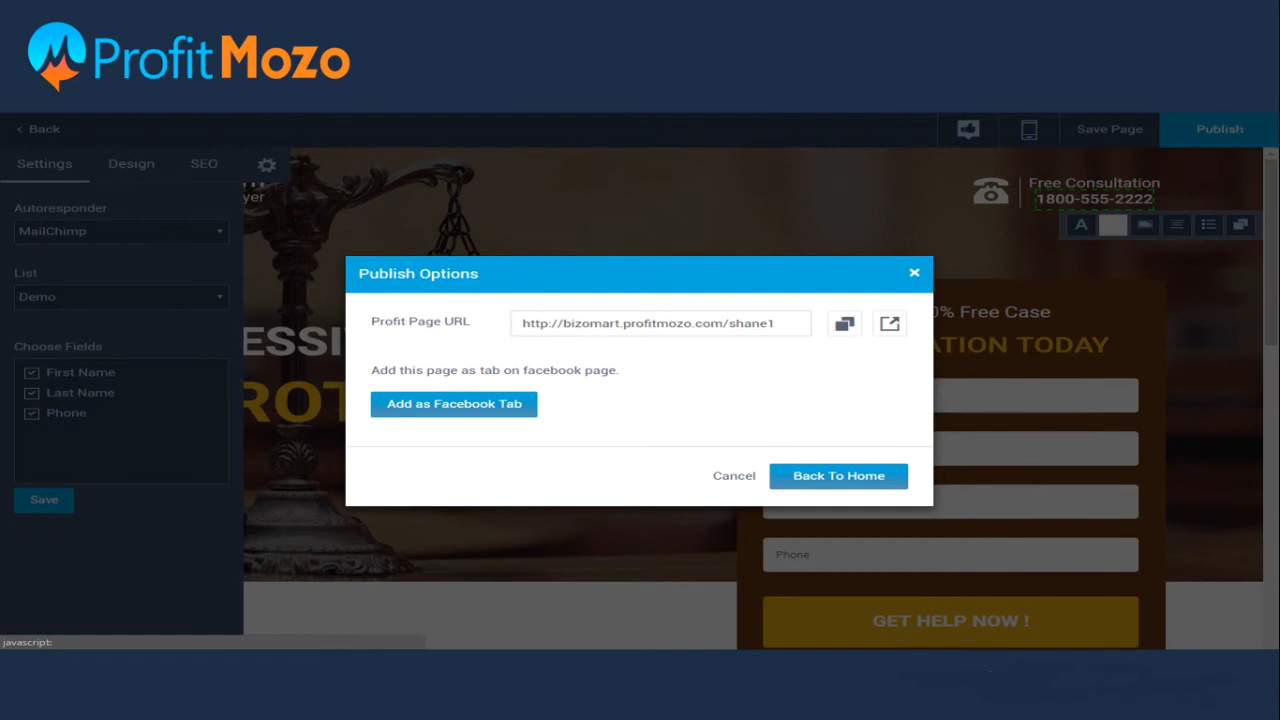 Profit Mozo
Back
Save Page
Publish
Settings
Design
SEO
yer
Free Consultation
1800-555-2222
A
Autoresponder
MailChimp
List
Demo
Choose Fields
First Name
Last Name
Phone
Save
Publish Options
Profit Page URL
http://bizomart.profitmozo.com/shane1
Add this page as tab on facebook page.
Add as Facebook Tab
Cancel
Back To Home
ESSI
ROT
0% Free Case
ATION TODAY
Phone
GET HELP NOW !
javascript: